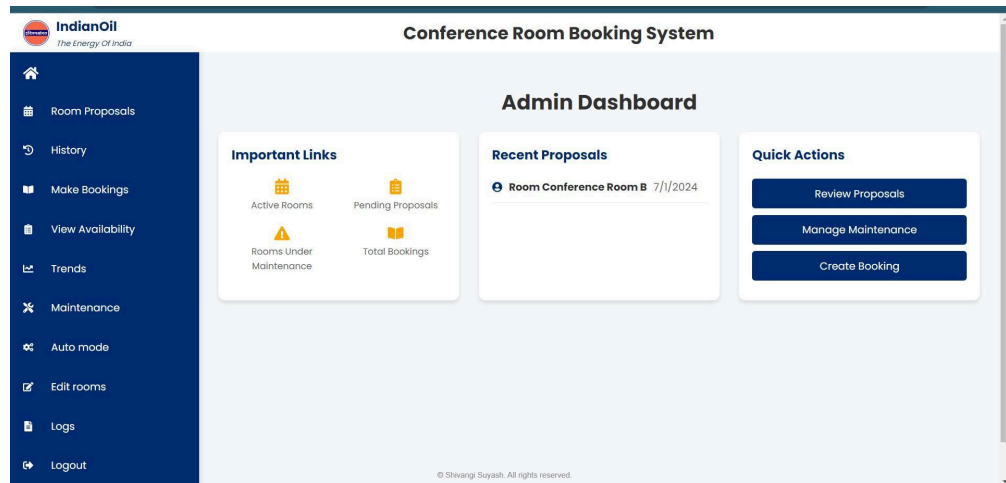 IndianOil
The Energy Of India
Conference Room Booking System
Room Proposals
History
Make Bookings
View Availability
Trends
Maintenance
Auto mode
Edit rooms
Logs
Logout
Admin Dashboard
Important Links
Active Rooms
Pending Proposals
Rooms Under
Maintenance
Total Bookings
Recent Proposals
Room Conference Room B 7/1/2024
Quick Actions
Review Proposals
Manage Maintenance
Create Booking
© Shivangi Suyash. All rights reserved.